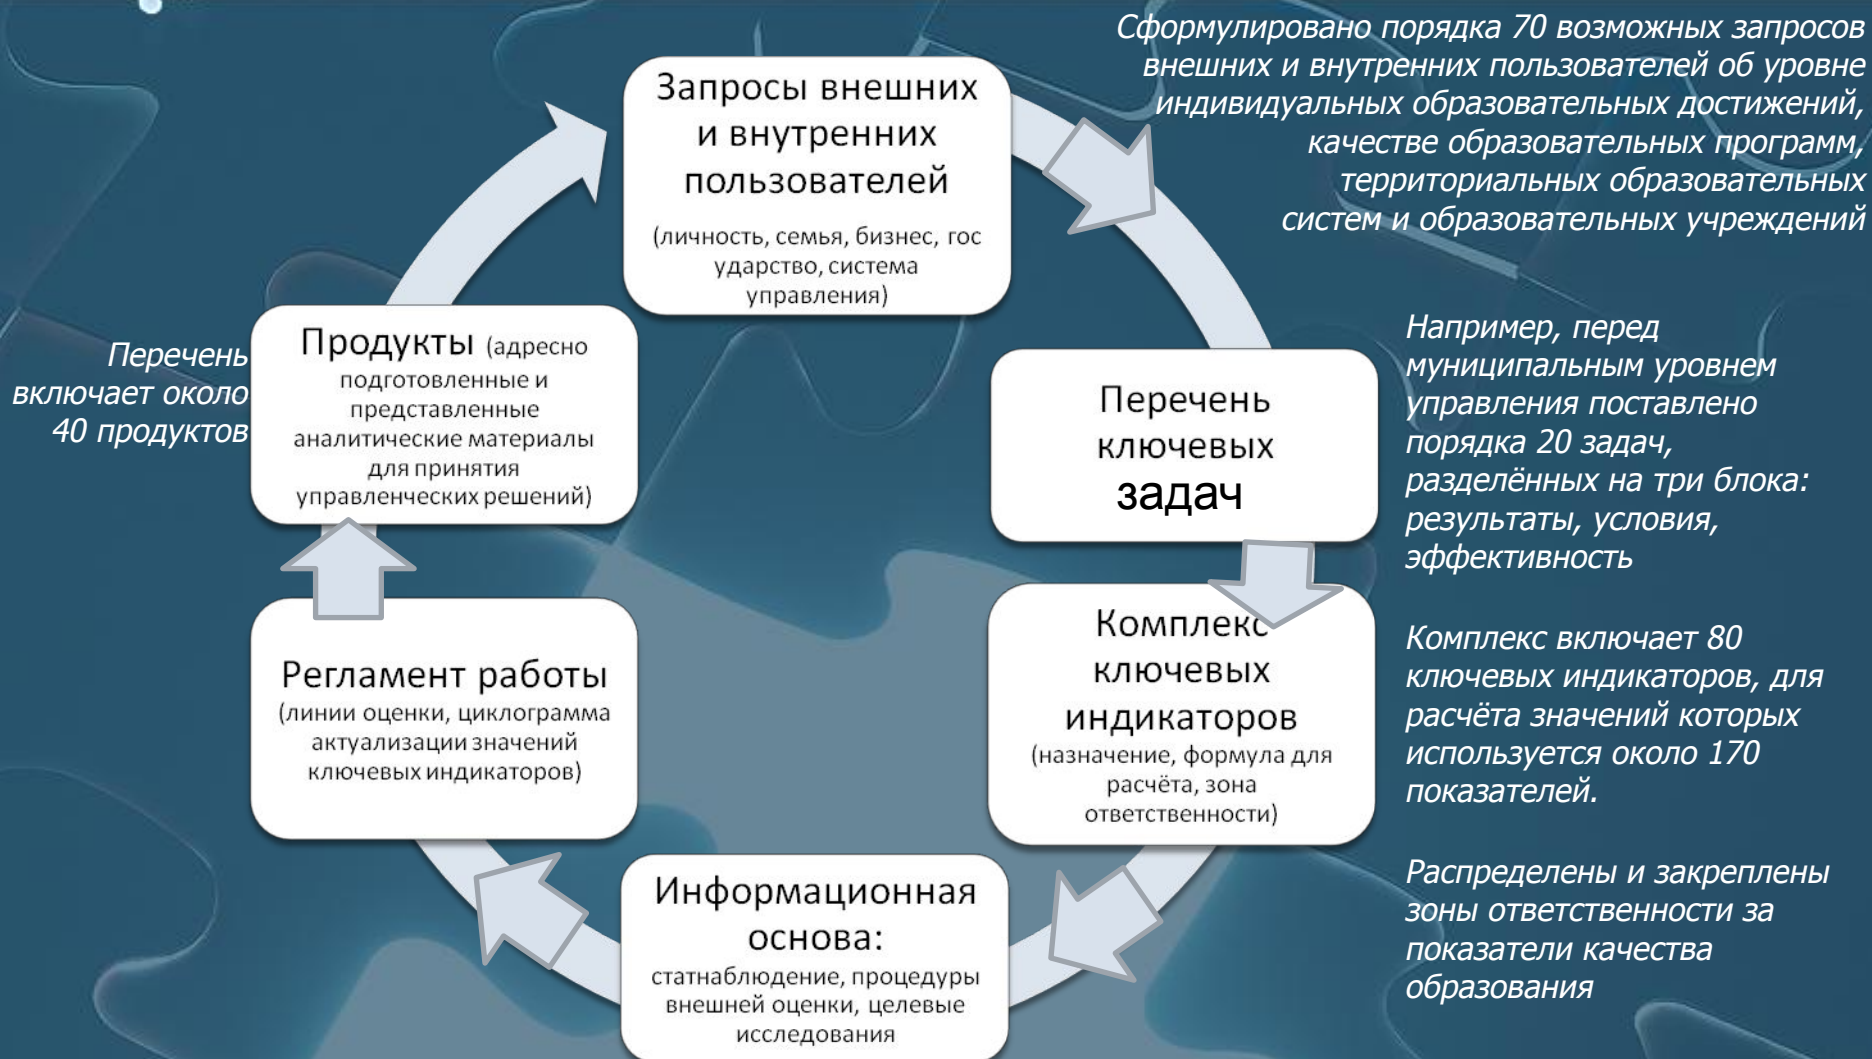 Сформулировано порядка 70 возможных запросов
внешних и внутренних пользователей об уровне
индивидуальных образовательных достижений,
качестве образовательных программ,
территориальных образовательных
систем и образовательных учреждений
Запросы внешних
и внутренних
пользователей
(личность, семья, бизнес, гос
ударство, система
управления)
Перечень
ключевых
задач
Например, перед
муниципальным уровнем
управления поставлено
порядка 20 задач,
разделённых на три блока:
результаты, условия,
эффективность
Комплекс
ключевых
индикаторов
(назначение, формула для
расчёта, зона
ответственности)
Комплекс включает 80
ключевых индикаторов, для
расчёта значений которых
используется около 170
показателей.
Распределены и закреплены
зоны ответственности за
показатели качества
образования
Информационная
основа:
статнаблюдение, процедуры
внешней оценки, целевые
исследования
Регламент работы
(линии оценки, циклограмма
актуализации значений
ключевых индикаторов)
Продукты (адресно
подготовленные и
представленные
аналитические материалы
для принятия
управленческих решений)
Перечень
включает около
40 продуктов